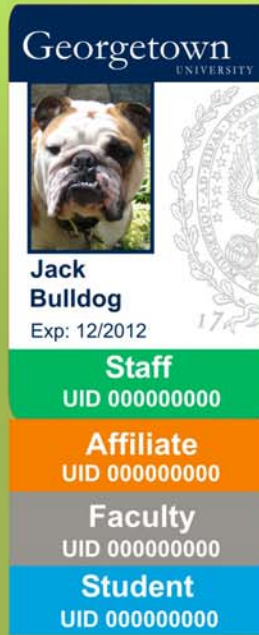 Georgetown
UNIVERSITY
Jack
Bulldog
Exp: 12/2012
17
Staff
UID 000000000
Affiliate
UID 000000000
Faculty
UID 000000000
Student
UID 000000000